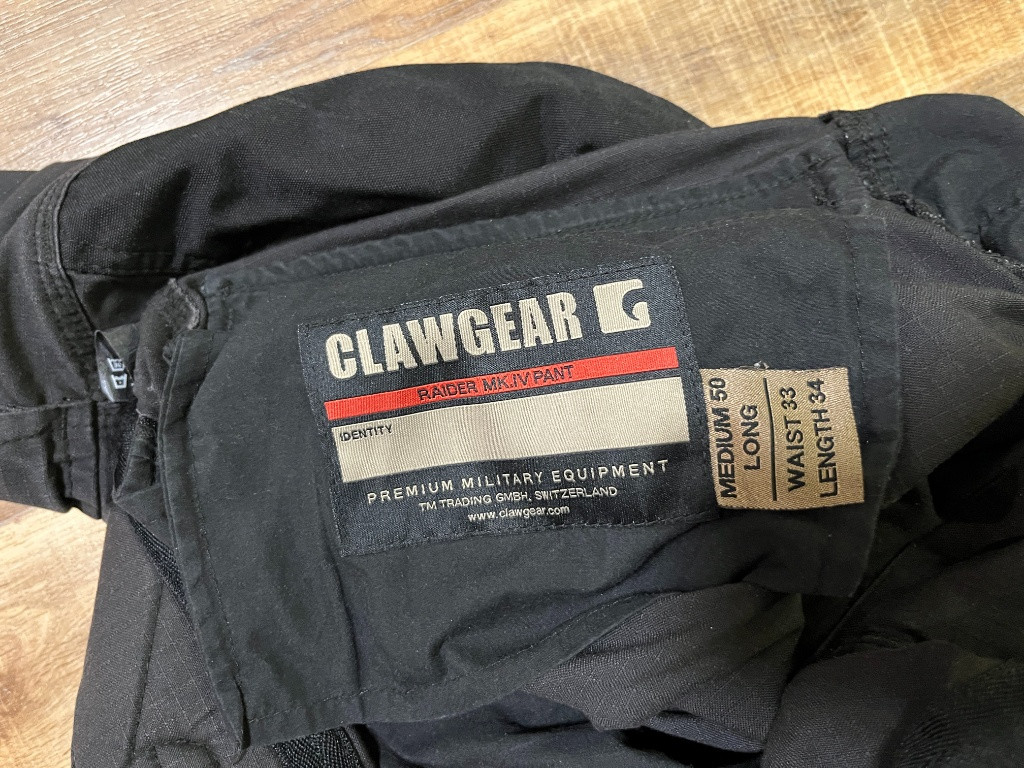 CLAWGEAR
RAIDER MK.IV PANT
IDENTITY
PREMIUM MILITARY EQUIPMENT
TM TRADING GMBH, SWITZERLAND
www.clawgear.com
MEDIUM 50
LONG
WAIST 33
LENGTH 34